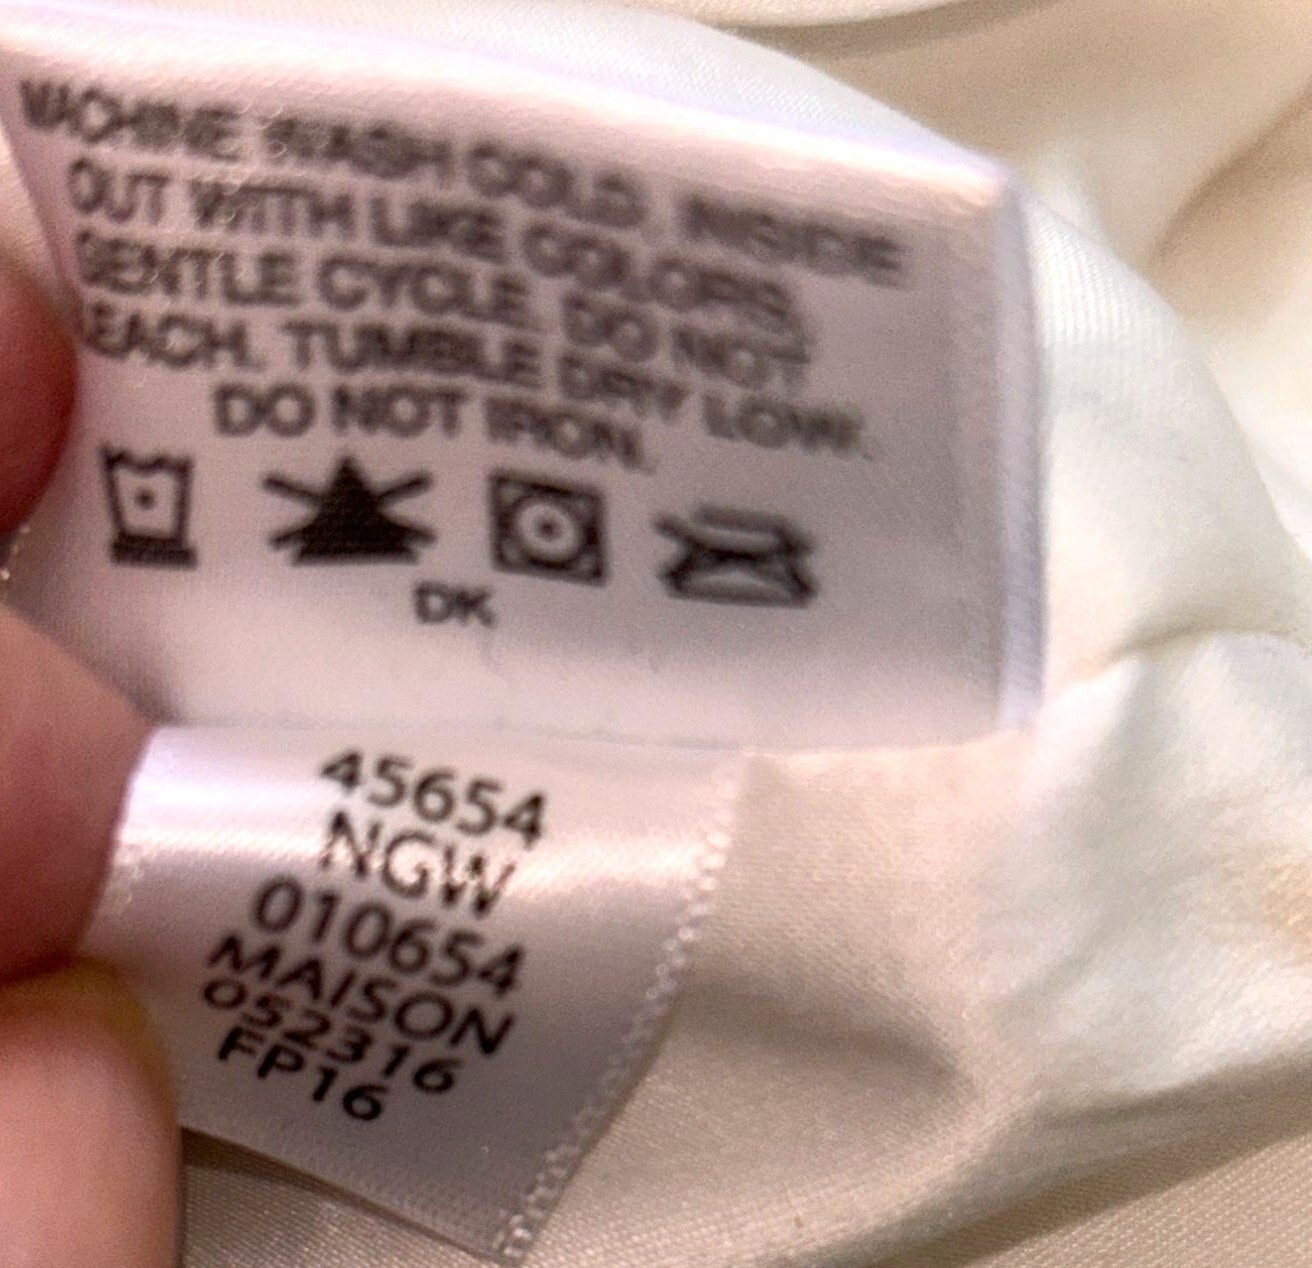 MACHINE WASH COLD. INSIDE
OUT WITH LIKE COLORS
GENTLE CYCLE. DO NOT
LEACH. TUMBLE DRY LOW.
DO NOT IRON.
DK
45654
NGW
010654
MAISON
052316
FP16